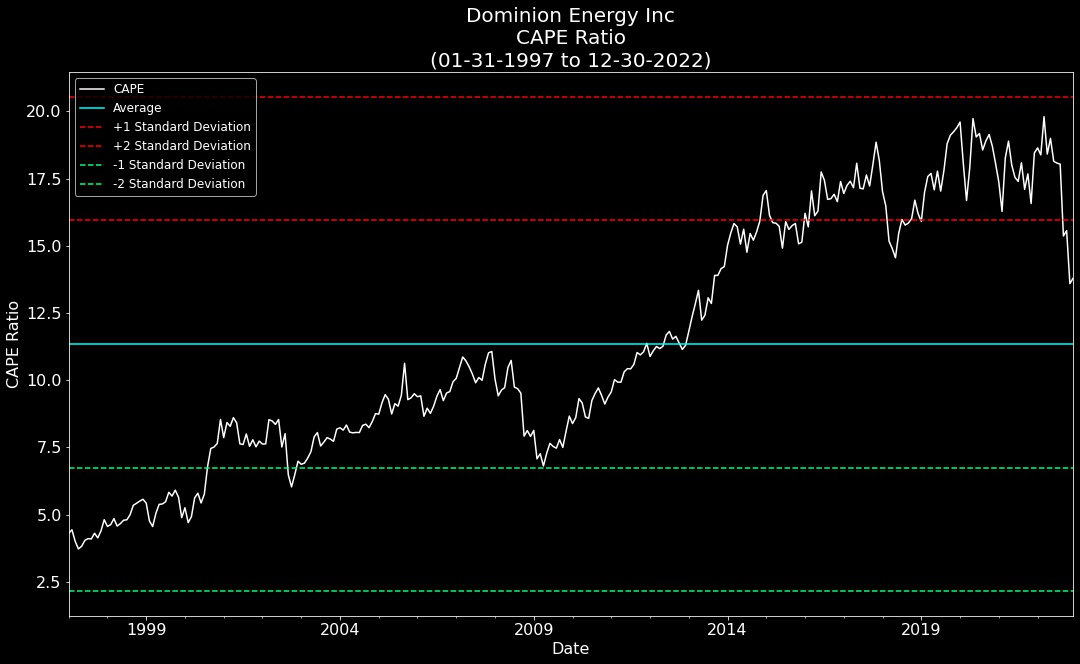 Dominion Energy Inc
CAPE Ratio
(01-31-1997 to 12-30-2022)
CAPE
Average
+1 Standard Deviation
+2 Standard Deviation
-1 Standard Deviation
-2 Standard Deviation
20.0
17.5
15.0
12.5
10.0
7.5
5.0
2.5
CAPE Ratio
1999
2004
2009
2014
2019
Date